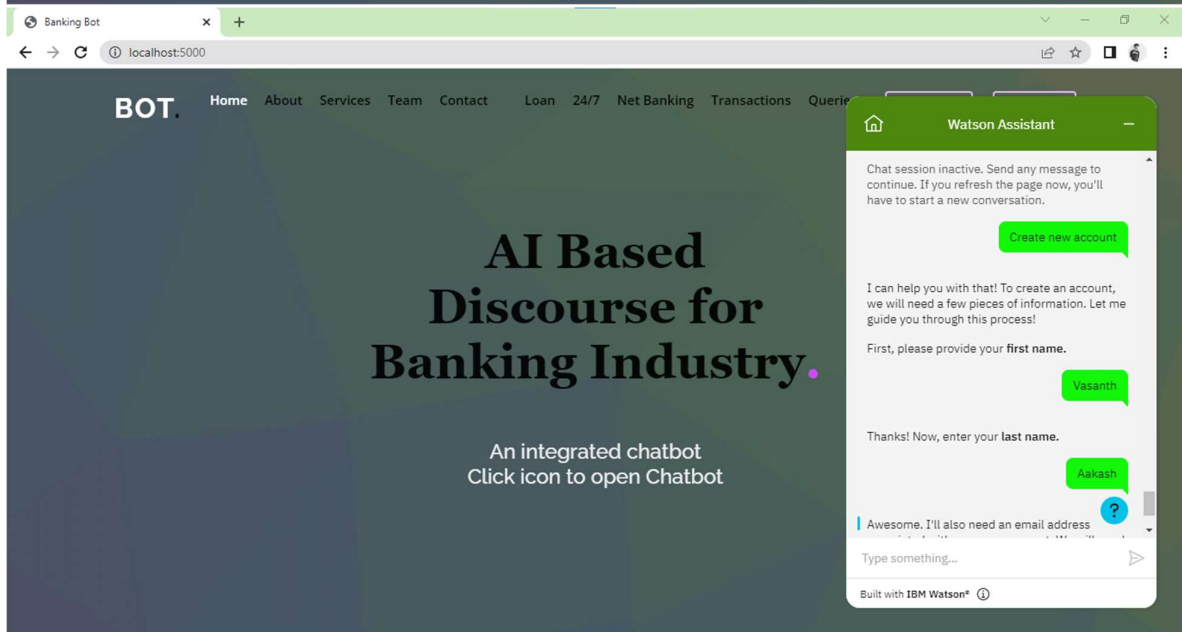 Banking Bot
localhost:5000
BOT.
Home About Services Team Contact Loan 24/7 Net Banking Transactions
AI Based
Discourse for
Banking Industry.
An integrated chatbot
Click icon to open Chatbot
Watson Assistant
Chat session inactive. Send any message to
continue. If you refresh the page now, you'll
have to start a new conversation.
Create new account
I can help you with that! To create an account,
we will need a few pieces of information. Let me
guide you through this process!
First, please provide your first name.
Vasanth
Thanks! Now, enter your last name.
Aakash
?
Awesome. I'll also need an email address
Type something...
Built with IBM Watson®